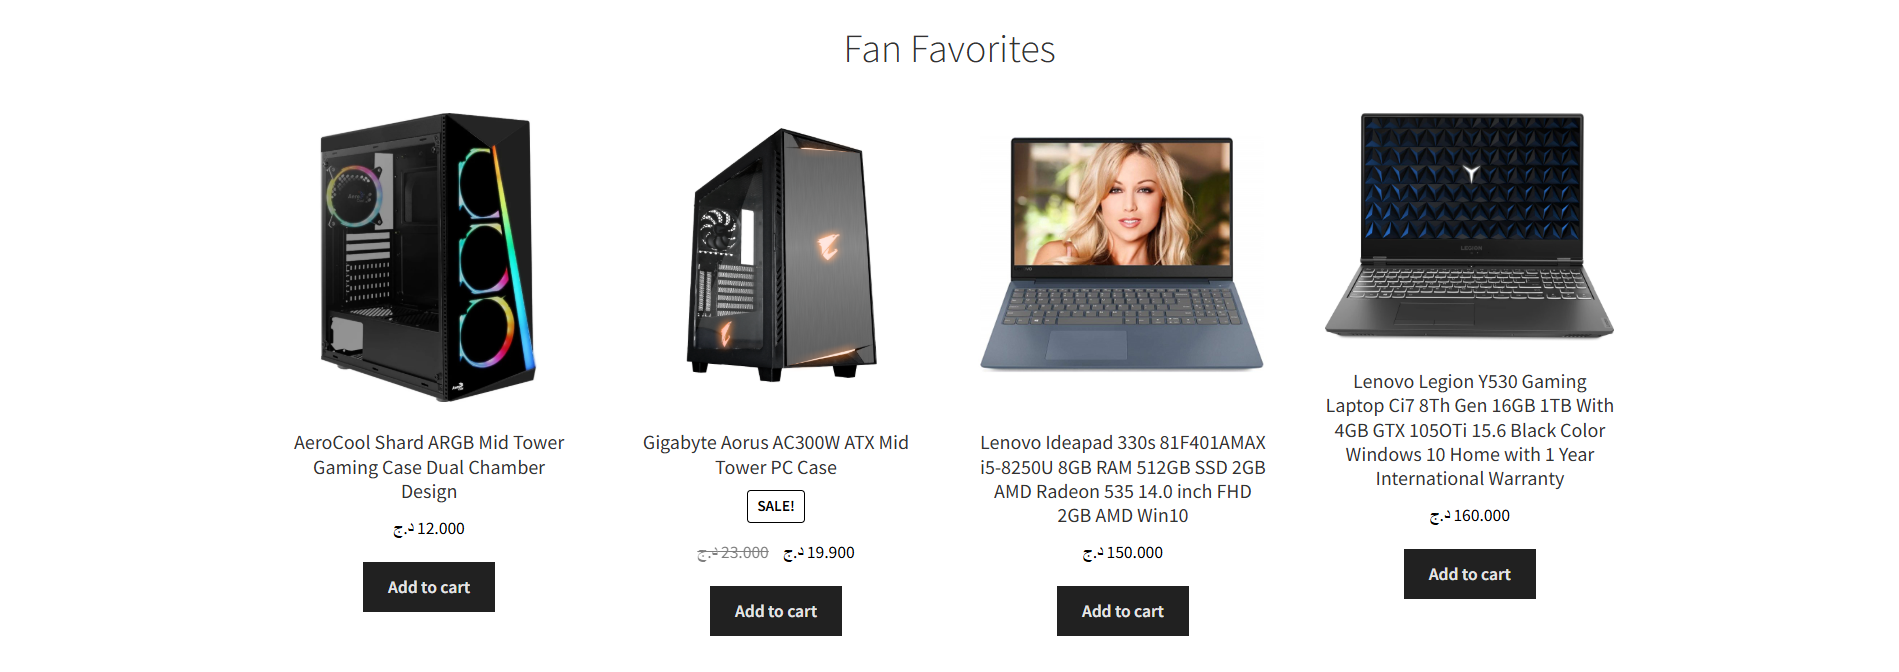 Fan Favorites
AeroCool Shard ARGB Mid Tower
Gaming Case Dual Chamber
Design
د.ج 12.000
Add to cart
Gigabyte Aorus AC300W ATX Mid
Tower PC Case
SALE!
د.ج 23.000 د.ج 19.900
Add to cart
Lenovo Ideapad 330s 81F401AMAX
i5-8250U 8GB RAM 512GB SSD 2GB
AMD Radeon 535 14.0 inch FHD
2GB AMD Win10
د.ج 150.000
Add to cart
LEGION
Lenovo Legion Y530 Gaming
Laptop Ci7 8Th Gen 16GB 1TB With
4GB GTX 105OTi 15.6 Black Color
Windows 10 Home with 1 Year
International Warranty
د.ج 160.000
Add to cart